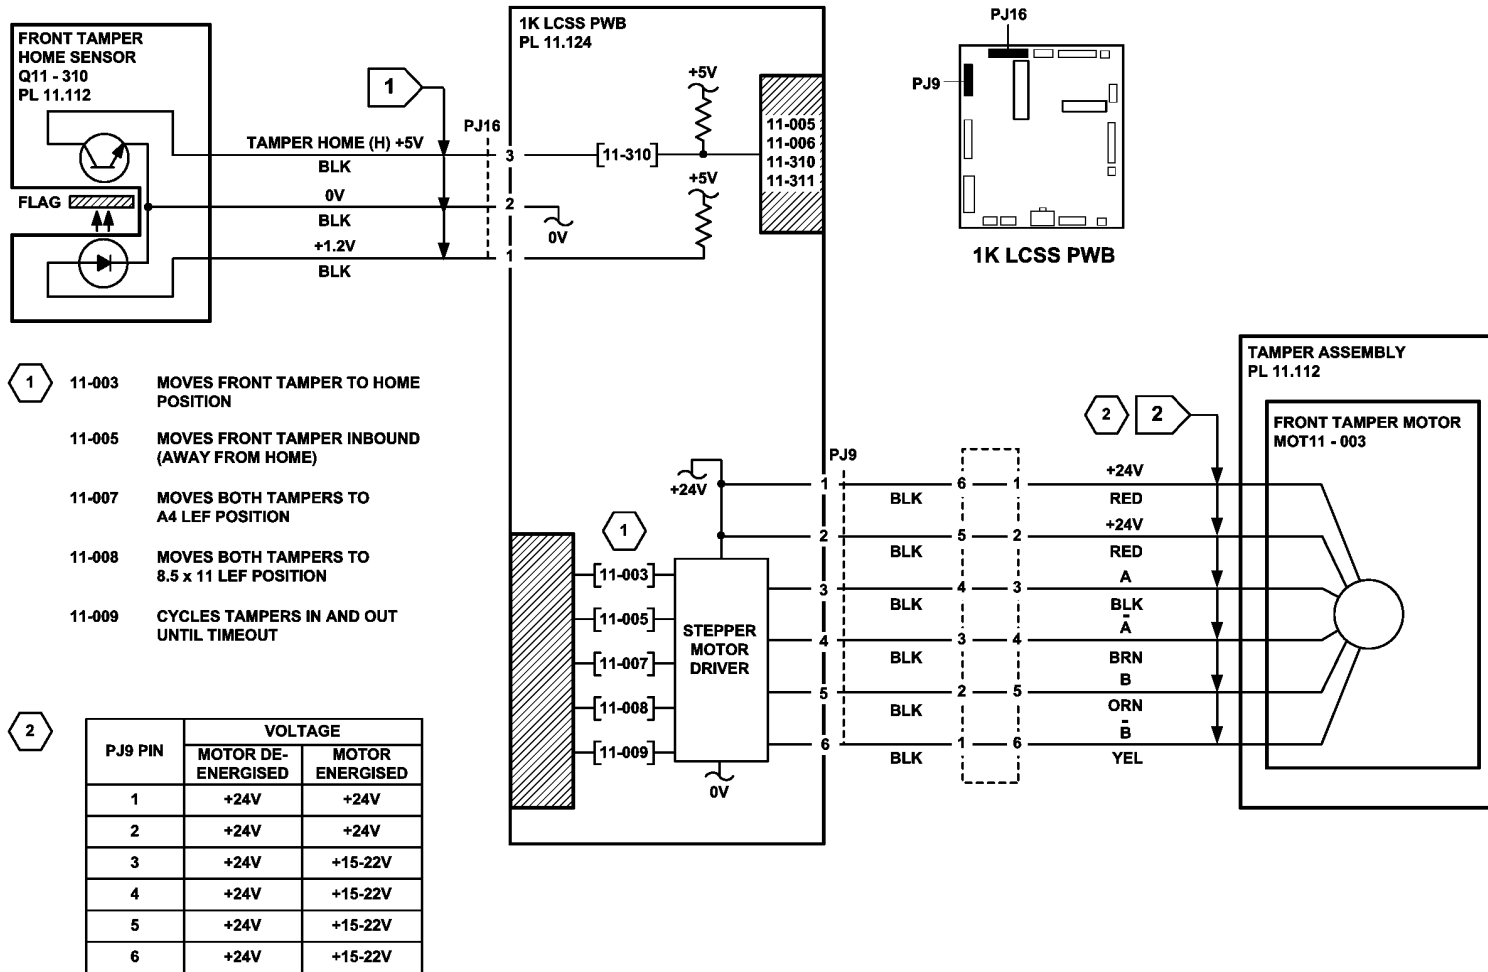 FRONT TAMPER
HOME SENSOR
Q11 - 310
PL 11.112
FLAG
1
TAMPER HOME (H) +5V
BLK
0V
BLK
+1.2V
BLK
PJ16
3
2
1
1K LCSS PWB
PL 11.124
+5V
[11-310]
+5V
0V
11-005
11-006
11-310
11-311
PJ16
PJ9
1K LCSS PWB
1
11-003 MOVES FRONT TAMPER TO HOME
POSITION
11-005 MOVES FRONT TAMPER INBOUND
(AWAY FROM HOME)
11-007 MOVES BOTH TAMPERS TO
A4 LEF POSITION
11-008 MOVES BOTH TAMPERS TO
8.5 x 11 LEF POSITION
11-009 CYCLES TAMPERS IN AND OUT
UNTIL TIMEOUT
2
PJ9 PIN
VOLTAGE
MOTOR DE-
ENERGISED
MOTOR
ENERGISED
1 +24V +24V
2 +24V +24V
3 +24V +15-22V
4 +24V +15-22V
5 +24V +15-22V
6 +24V +15-22V
+24V
1
[11-003]
[11-005]
[11-007]
[11-008]
[11-009]
STEPPER
MOTOR
DRIVER
0V
PJ9
1
BLK
6
1
+24V
RED
2
BLK
5
2
+24V
RED
3
BLK
4
3
A
BLK
4
BLK
3
4
A̅
BRN
5
BLK
2
5
B
ORN
6
BLK
1
6
B̅
YEL
2
2
TAMPER ASSEMBLY
PL 11.112
FRONT TAMPER MOTOR
MOT11 - 003